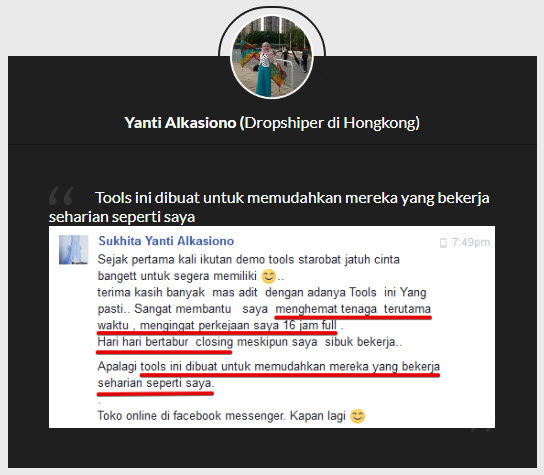 Yanti Alkasiono (Dropshiper di Hongkong)
“ Tools ini dibuat untuk memudahkan mereka yang bekerja
seharian seperti saya
Sukhita Yanti Alkasiono 7:49pm
Sejak pertama kali ikutan demo tools starobat jatuh cinta
bangett untuk segera memiliki 😊..
terima kasih banyak mas adit dengan adanya Tools ini Yang
pasti.. Sangat membantu saya menghemat tenaga terutama
waktu , mengingat perkejaan saya 16 jam full .
Hari hari bertabur closing meskipun saya sibuk bekerja..
Apalagi tools ini dibuat untuk memudahkan mereka yang bekerja
seharian seperti saya.
.
Toko online di facebook messenger. Kapan lagi 😊
”